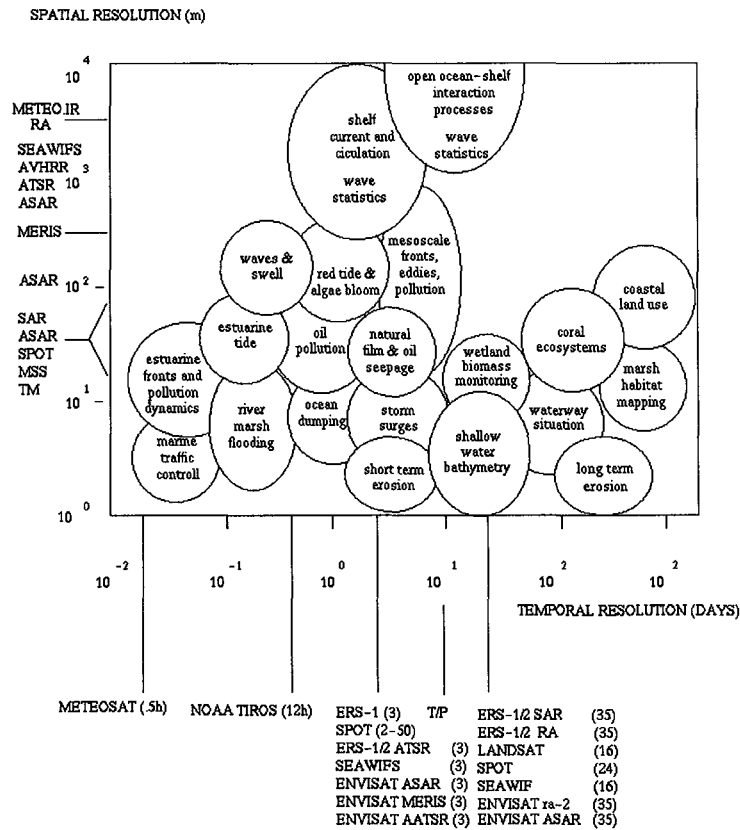 SPATIAL RESOLUTION (m)
10 4
METEO.IR
RA
SEAWIFS
AVHRR
10 3
ATSR
ASAR
MERIS
ASAR
10 2
SAR
ASAR
SPOT
MSS
TM
10 1
10 0
open ocean-shelf
interaction
processes
wave
statistics
shelf
current and
ciculation
wave
statistics
mesoscale
fronts,
eddies,
pollution
waves &
swell
red tide &
algae bloom
coastal
land use
estuarine
tide
oil
pollution
natural
film & oil
seepage
coral
ecosystems
estuarine
fronts and
pollution
dynamics
wetland
biomass
monitoring
marsh
habitat
mapping
river
marsh
flooding
ocean
dumping
storm
surges
waterway
situation
marine
traffic
controll
short term
erosion
shallow
water
bathymetry
long term
erosion
10 -2
10 -1
10 0
10 1
10 2
10 2
TEMPORAL RESOLUTION (DAYS)
METEOSAT (.5h)
NOAA TIROS (12h)
ERS-1 (3)
SPOT (2-50)
ERS-1/2 ATSR (3)
SEAWIFS (3)
ENVISAT ASAR (3)
ENVISAT MERIS (3)
ENVISAT AATSR (3)
T/P
ERS-1/2 SAR (35)
ERS-1/2 RA (35)
LANDSAT (16)
SPOT (24)
SEAWIF (16)
ENVISAT ra-2 (35)
ENVISAT ASAR (35)